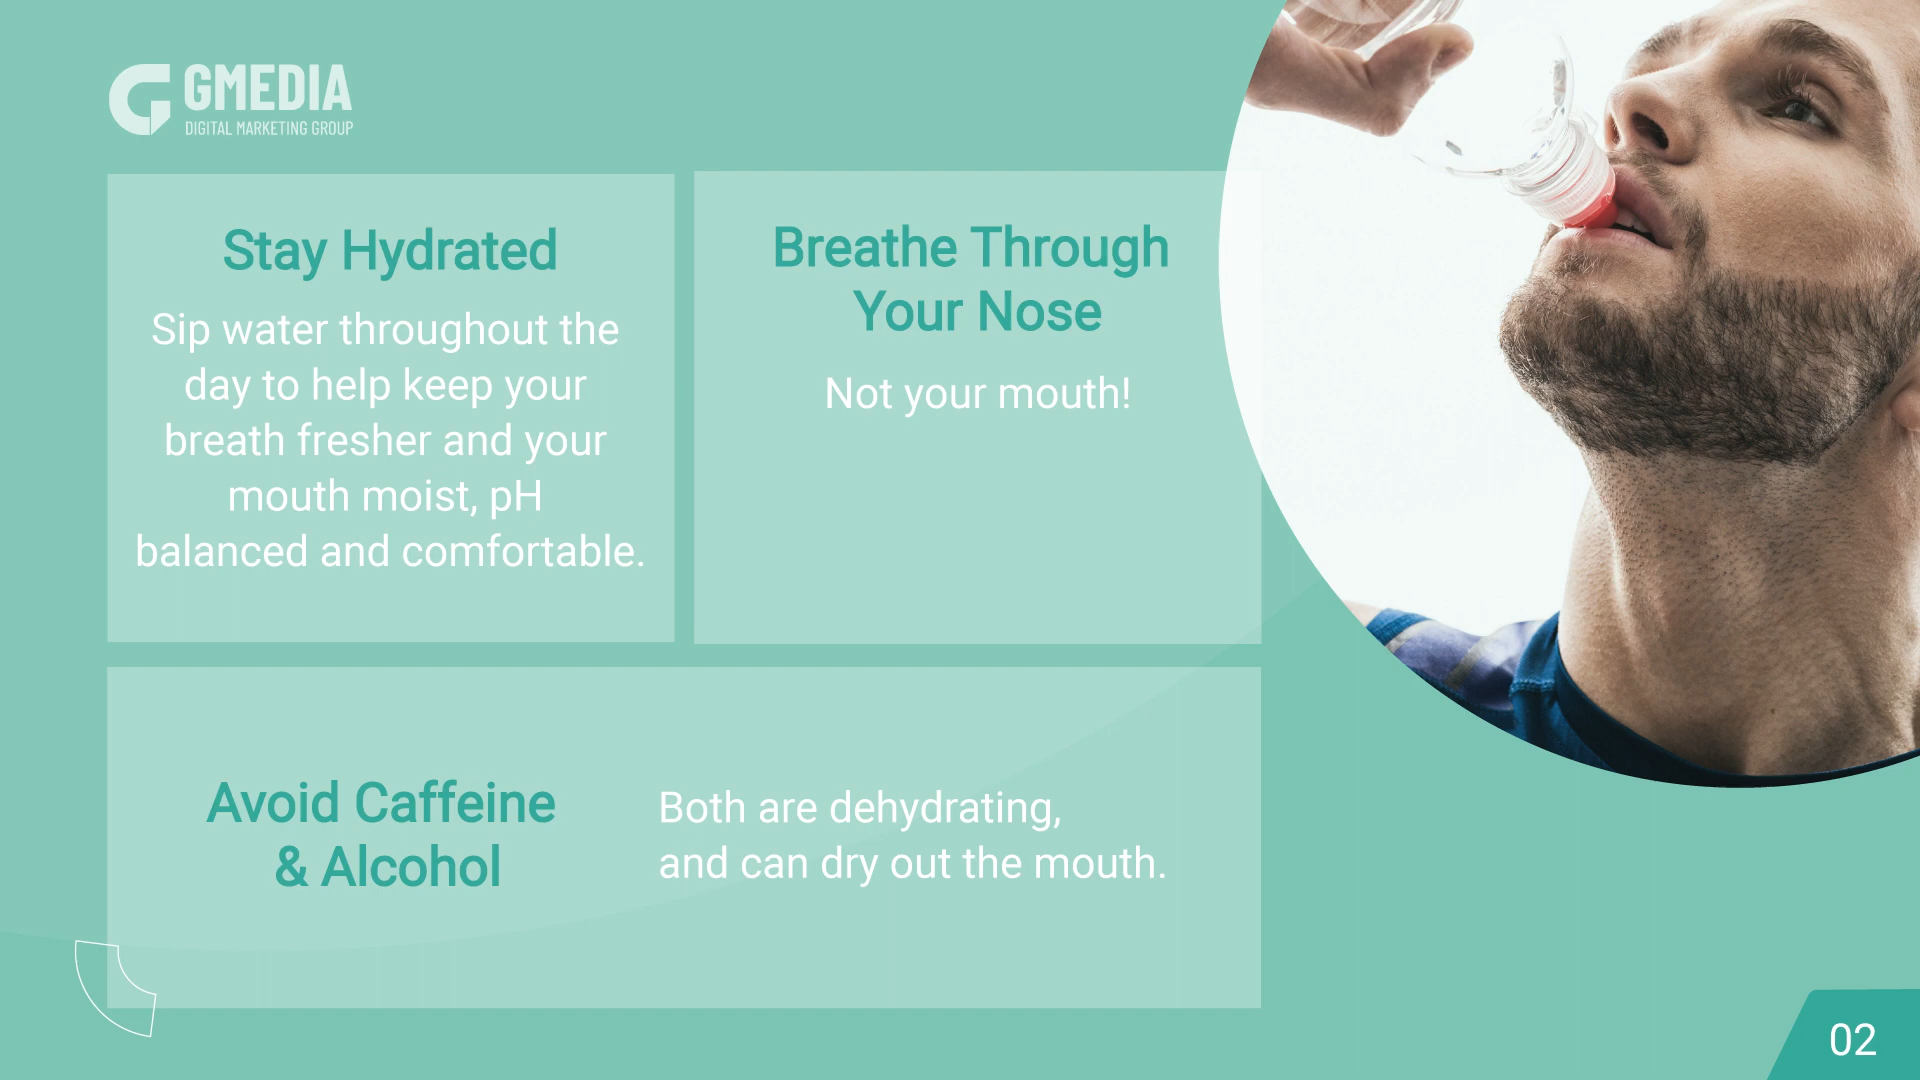 GMEDIA
DIGITAL MARKETING GROUP
Stay Hydrated
Sip water throughout the
day to help keep your
breath fresher and your
mouth moist, pH
balanced and comfortable.
Breathe Through
Your Nose
Not your mouth!
Avoid Caffeine
& Alcohol
Both are dehydrating,
and can dry out the mouth.
02